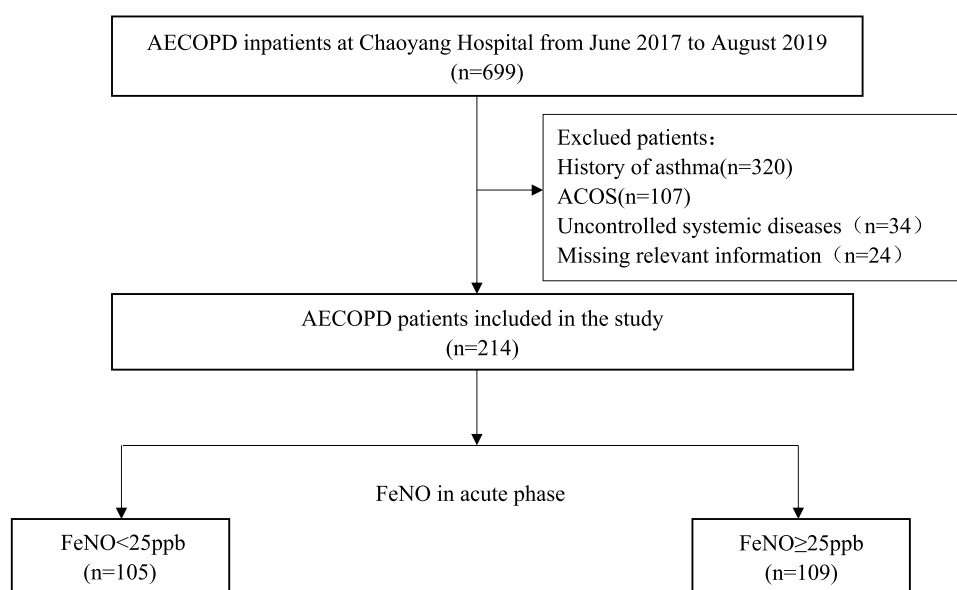 AECOPD inpatients at Chaoyang Hospital from June 2017 to August 2019
(n=699)
Exclued patients：
History of asthma(n=320)
ACOS(n=107)
Uncontrolled systemic diseases（n=34）
Missing relevant information（n=24）
AECOPD patients included in the study
(n=214)
FeNO in acute phase
FeNO<25ppb
(n=105)
FeNO≥25ppb
(n=109)